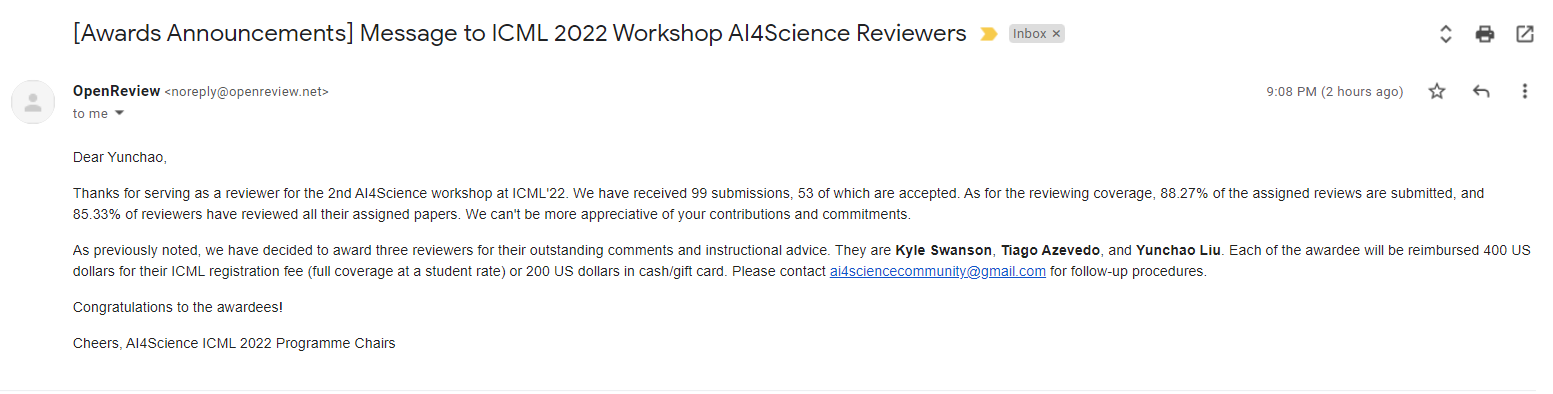 [Awards Announcements] Message to ICML 2022 Workshop AI4Science Reviewers Inbox ×
OpenReview <noreply@openreview.net> 9:08 PM (2 hours ago)
to me
Dear Yunchao,
Thanks for serving as a reviewer for the 2nd AI4Science workshop at ICML'22. We have received 99 submissions, 53 of which are accepted. As for the reviewing coverage, 88.27% of the assigned reviews are submitted, and
85.33% of reviewers have reviewed all their assigned papers. We can't be more appreciative of your contributions and commitments.
As previously noted, we have decided to award three reviewers for their outstanding comments and instructional advice. They are Kyle Swanson, Tiago Azevedo, and Yunchao Liu. Each of the awardee will be reimbursed 400 US
dollars for their ICML registration fee (full coverage at a student rate) or 200 US dollars in cash/gift card. Please contact ai4sciencecommunity@gmail.com for follow-up procedures.
Congratulations to the awardees!
Cheers, AI4Science ICML 2022 Programme Chairs